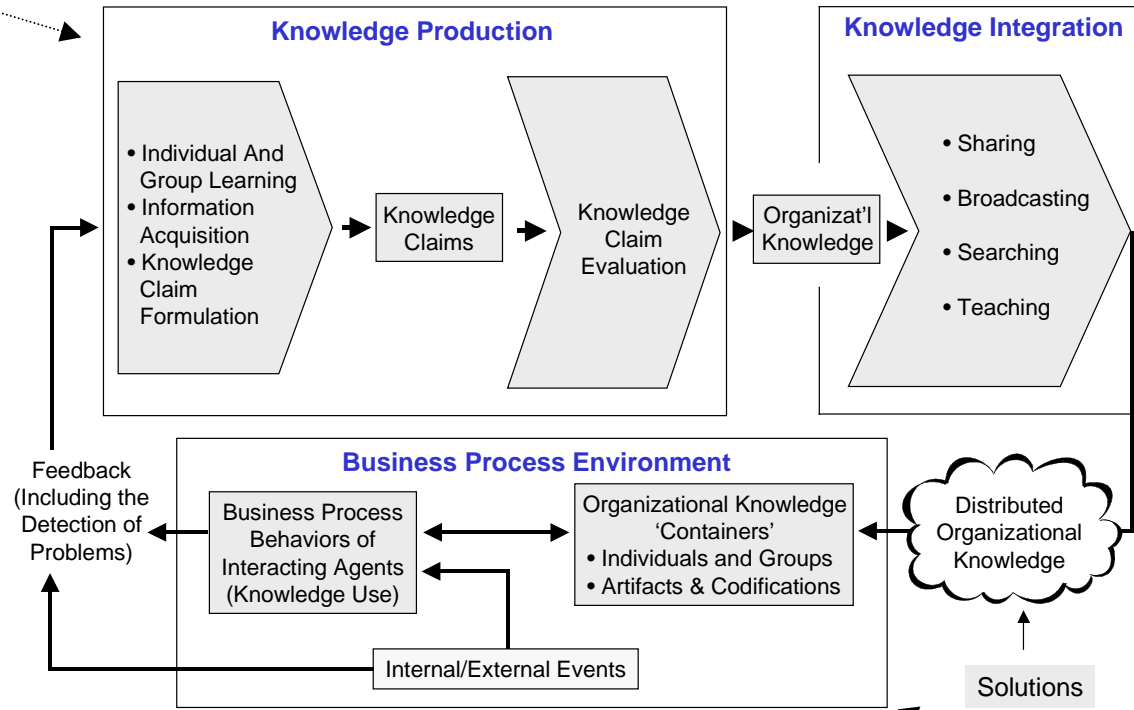 Knowledge Production
• Individual And
Group Learning
• Information
Acquisition
• Knowledge
Claim
Formulation
Knowledge
Claims
Knowledge
Claim
Evaluation
Organizat'l
Knowledge
Knowledge Integration
• Sharing
• Broadcasting
• Searching
• Teaching
Feedback
(Including the
Detection of
Problems)
Business Process Environment
Business Process
Behaviors of
Interacting Agents
(Knowledge Use)
Organizational Knowledge
'Containers'
• Individuals and Groups
• Artifacts & Codifications
Internal/External Events
Distributed
Organizational
Knowledge
Solutions